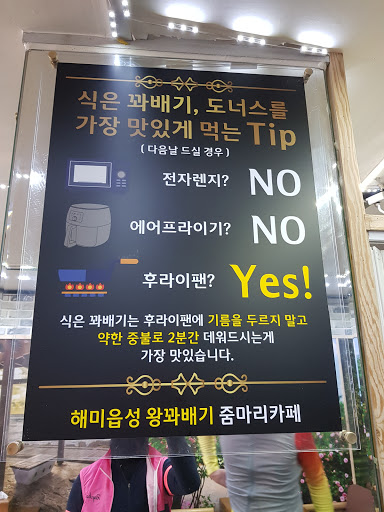 식은 꽈배기, 도너스를
가장 맛있게 먹는 Tip
( 다음날 드실 경우 )
전자렌지? NO
에어프라이기? NO
후라이팬? Yes!
식은 꽈배기는 후라이팬에 기름을 두르지 말고
약한 중불로 2분간 데워드시는게
가장 맛있습니다.
해미읍성 왕꽈배기 줌마리카페